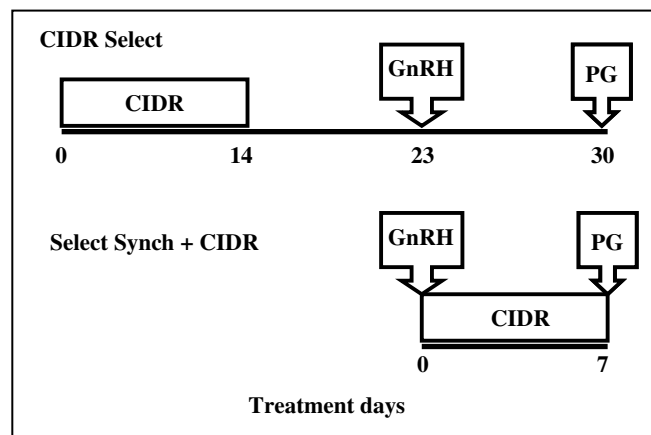 CIDR Select
GnRH
PG
CIDR
0 14 23 30
Select Synch + CIDR
GnRH
PG
CIDR
0 7
Treatment days